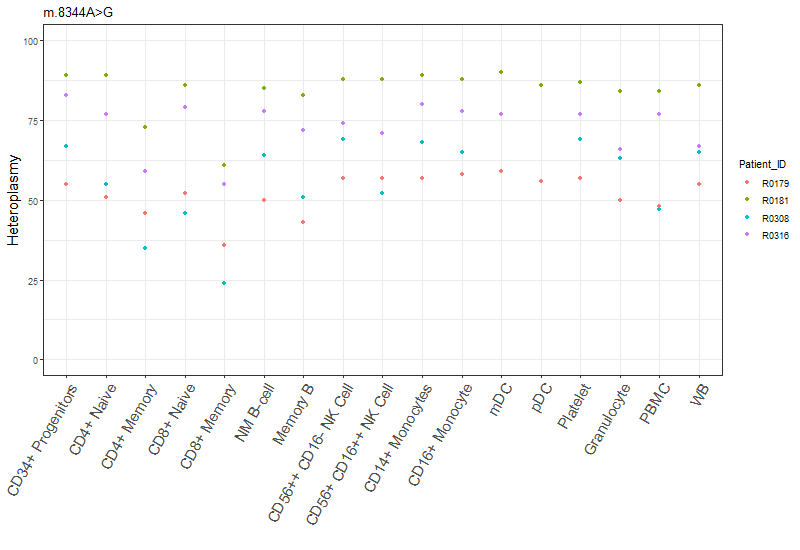 m.8344A>G
100
75
50
25
0
Heteroplasmy
CD34+ Progenitors
CD4+ Naive
CD4+ Memory
CD8+ Naive
CD8+ Memory
NM B-cell
Memory B
CD56++ CD16- NK Cell
CD56+ CD16++ NK Cell
CD14+ Monocytes
CD16+ Monocyte
mDC
pDC
Platelet
Granulocyte
PBMC
WB
Patient_ID
R0179
R0181
R0308
R0316